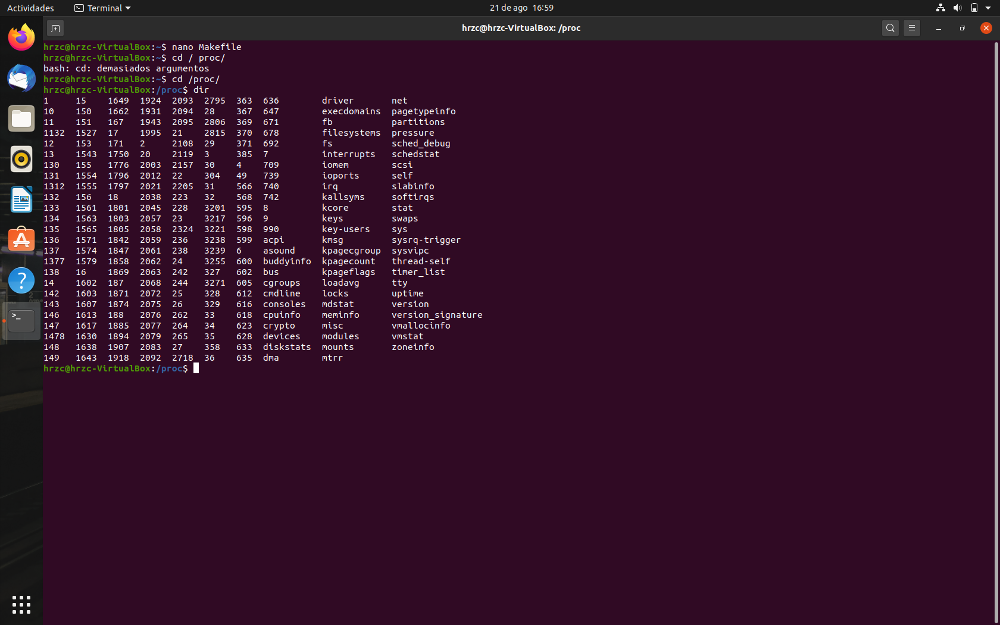 Actividades Terminal 21 de ago 16:59
hrzc@hrzc-VirtualBox: /proc
hrzc@hrzc-VirtualBox:~$ nano Makefile
hrzc@hrzc-VirtualBox:~$ cd / proc/
bash: cd: demasiados argumentos
hrzc@hrzc-VirtualBox:~$ cd /proc/
hrzc@hrzc-VirtualBox:/proc$ dir
1 15 1649 1924 2093 2795 363 636 driver net
10 150 1662 1931 2094 28 367 647 execdomains pagetypeinfo
11 151 167 1943 2095 2806 369 671 fb partitions
1132 1527 17 1995 21 2815 370 678 filesystems pressure
12 153 171 2 2108 29 371 692 fs sched_debug
13 1543 1750 20 2119 3 385 7 interrupts schedstat
130 155 1776 2003 2157 30 4 709 iomem scsi
131 1554 1796 2012 22 304 49 739 ioports self
1312 1555 1797 2021 2205 31 566 740 irq slabinfo
132 156 18 2038 223 32 568 742 kallsyms softirqs
133 1561 1801 2045 228 3201 595 8 kcore stat
134 1563 1803 2057 23 3217 596 9 keys swaps
135 1565 1805 2058 2324 3221 598 990 key-users sys
136 1571 1842 2059 236 3238 599 acpi kmsg sysrq-trigger
137 1574 1847 2061 238 3239 6 asound kpagecgroup sysvipc
1377 1579 1858 2062 24 3255 600 buddyinfo kpagecount thread-self
138 16 1869 2063 242 327 602 bus kpageflags timer_list
14 1602 187 2068 244 3271 605 cgroups loadavg tty
142 1603 1871 2072 25 328 612 cmdline locks uptime
143 1607 1874 2075 26 329 616 consoles mdstat version
146 1613 188 2076 262 33 618 cpuinfo meminfo version_signature
147 1617 1885 2077 264 34 623 crypto misc vmallocinfo
1478 1630 1894 2079 265 35 628 devices modules vmstat
148 1638 1907 2083 27 358 633 diskstats mounts zoneinfo
149 1643 1918 2092 2718 36 635 dma mtrr
hrzc@hrzc-VirtualBox:/proc$